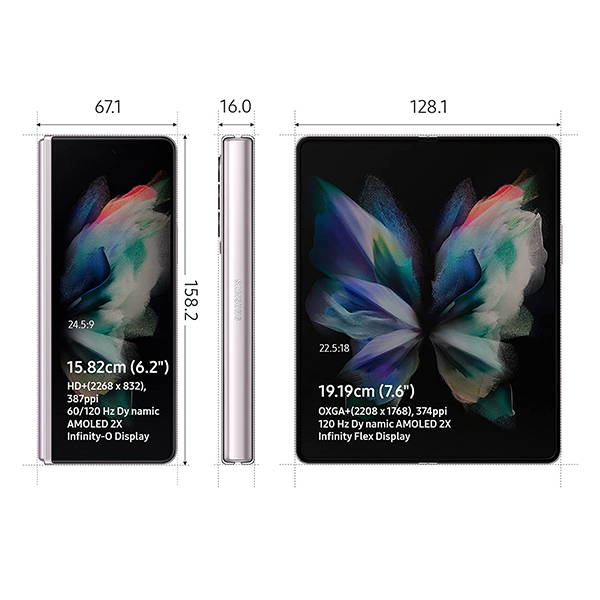 67.1
16.0
128.1
158.2
SAMSUNG
24.5:9
15.82cm (6.2")
HD+(2268 x 832),
387ppi
60/120 Hz Dy namic
AMOLED 2X
Infinity-O Display
22.5:18
19.19cm (7.6")
OXGA+(2208 x 1768), 374ppi
120 Hz Dy namic AMOLED 2X
Infinity Flex Display